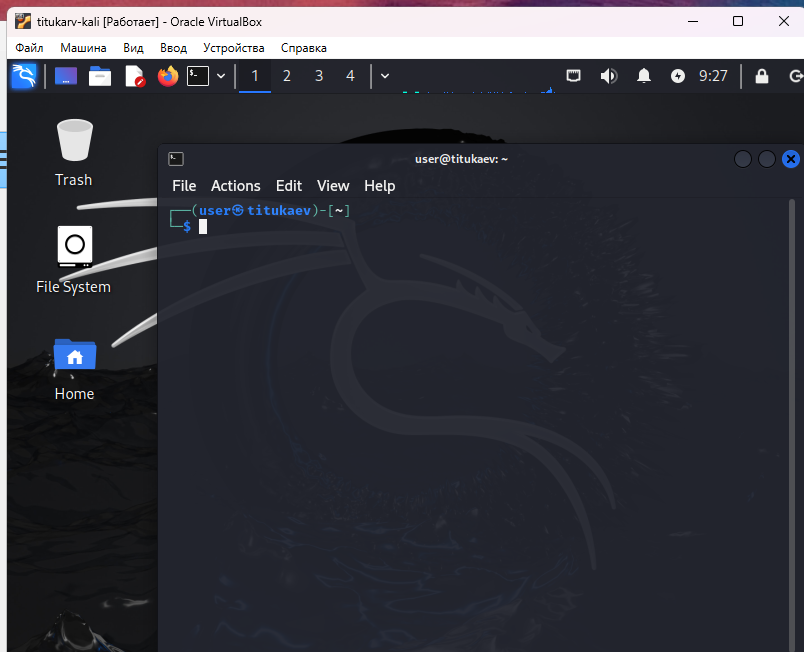 titukarv-kali [Работает] - Oracle VirtualBox
Файл Машина Вид Ввод Устройства Справка
1 2 3 4 9:27
Trash
File System
Home
user@titukaev: ~
File Actions Edit View Help
┌──(user㉿titukaev)-[~]
└─$